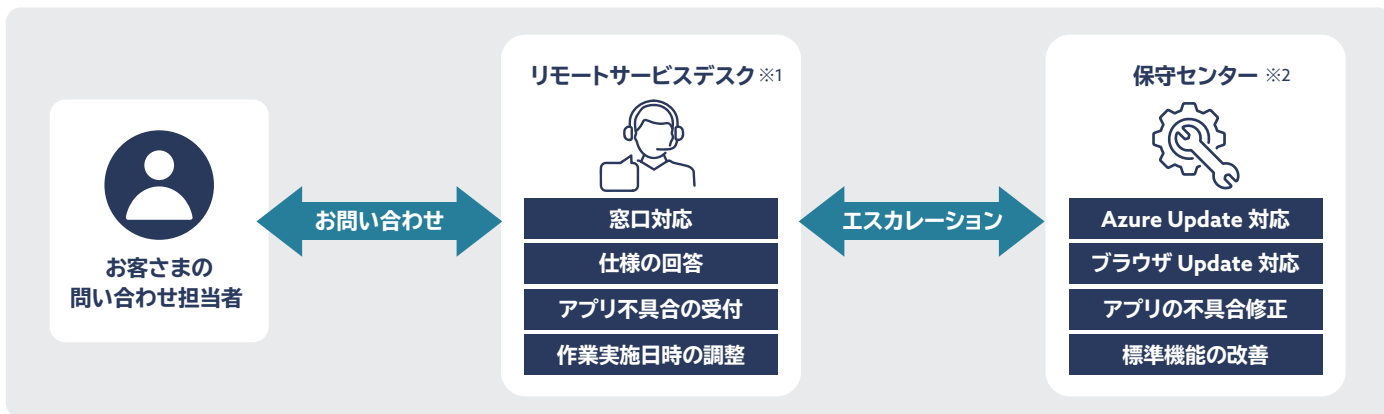 お客さまの
問い合わせ担当者
お問い合わせ
リモートサービスデスク ※1
窓口対応
仕様の回答
アプリ不具合の受付
作業実施日時の調整
エスカレーション
保守センター ※2
Azure Update 対応
ブラウザ Update 対応
アプリの不具合修正
標準機能の改善